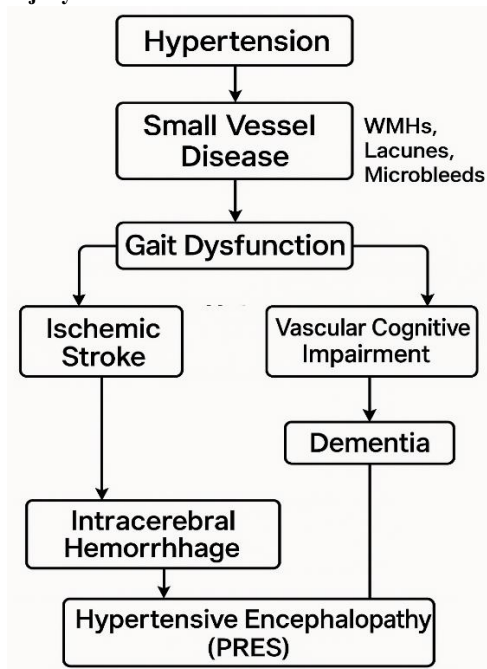 Hypertension
Small Vessel
Disease
WMHs,
Lacunes,
Microbleeds
Gait Dysfunction
Ischemic
Stroke
Vascular Cognitive
Impairment
Dementia
Intracerebral
Hemorrhhage
Hypertensive Encephalopathy
(PRES)